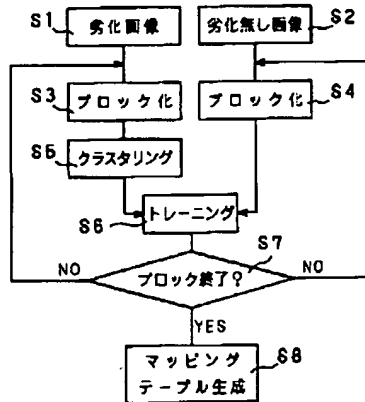 S1
劣化画像
劣化無し画像
S2
S3
ブロック化
ブロック化
S4
S5
クラスタリング
トレーニング
S6
S7
NO
ブロック終了?
NO
YES
マッピング
テーブル生成
S8